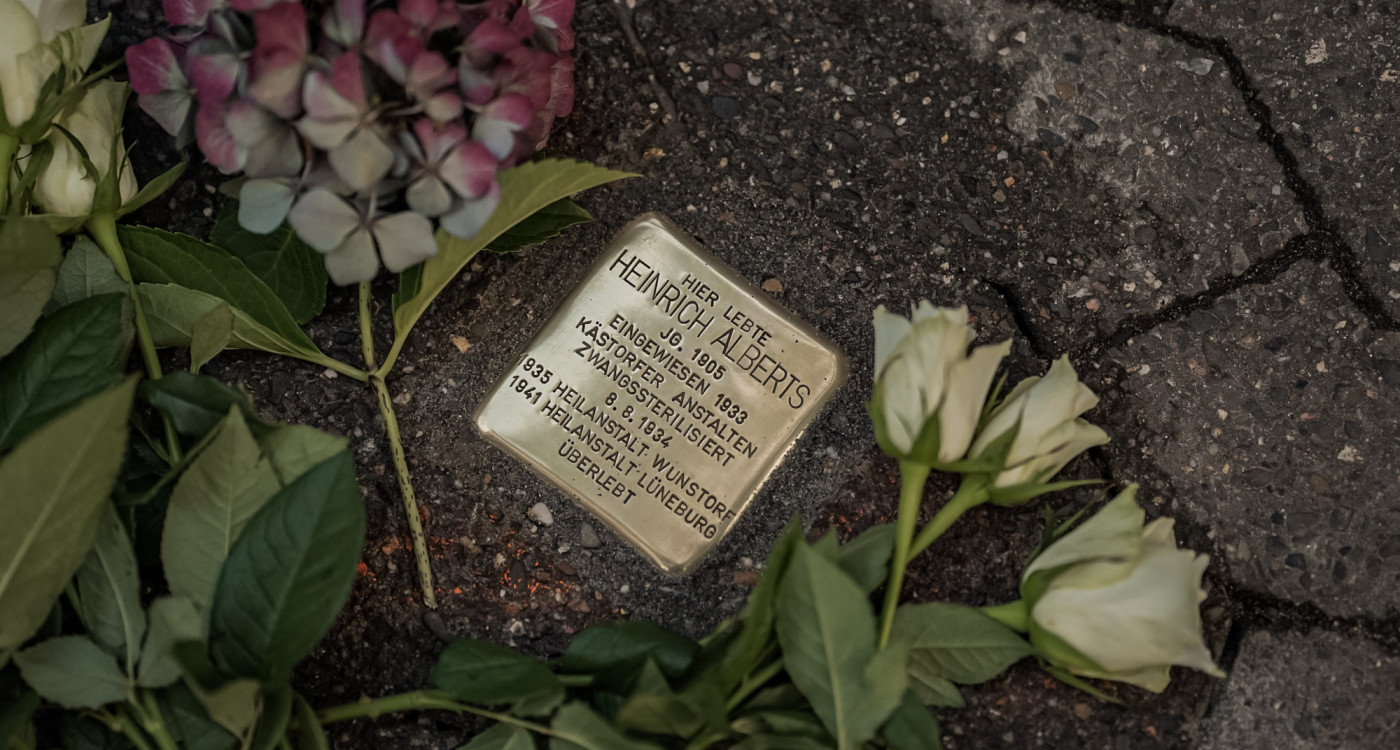 HIER LEBTE
HEINRICH ALBERTS
JG. 1905
EINGEWIESEN 1933
KÄSTORFER ANSTALTEN
ZWANGSSTERILISIERT
8. 8. 1934
1935 HEILANSTALT WUNSTORF
1941 HEILANSTALT LÜNEBURG
ÜBERLEBT